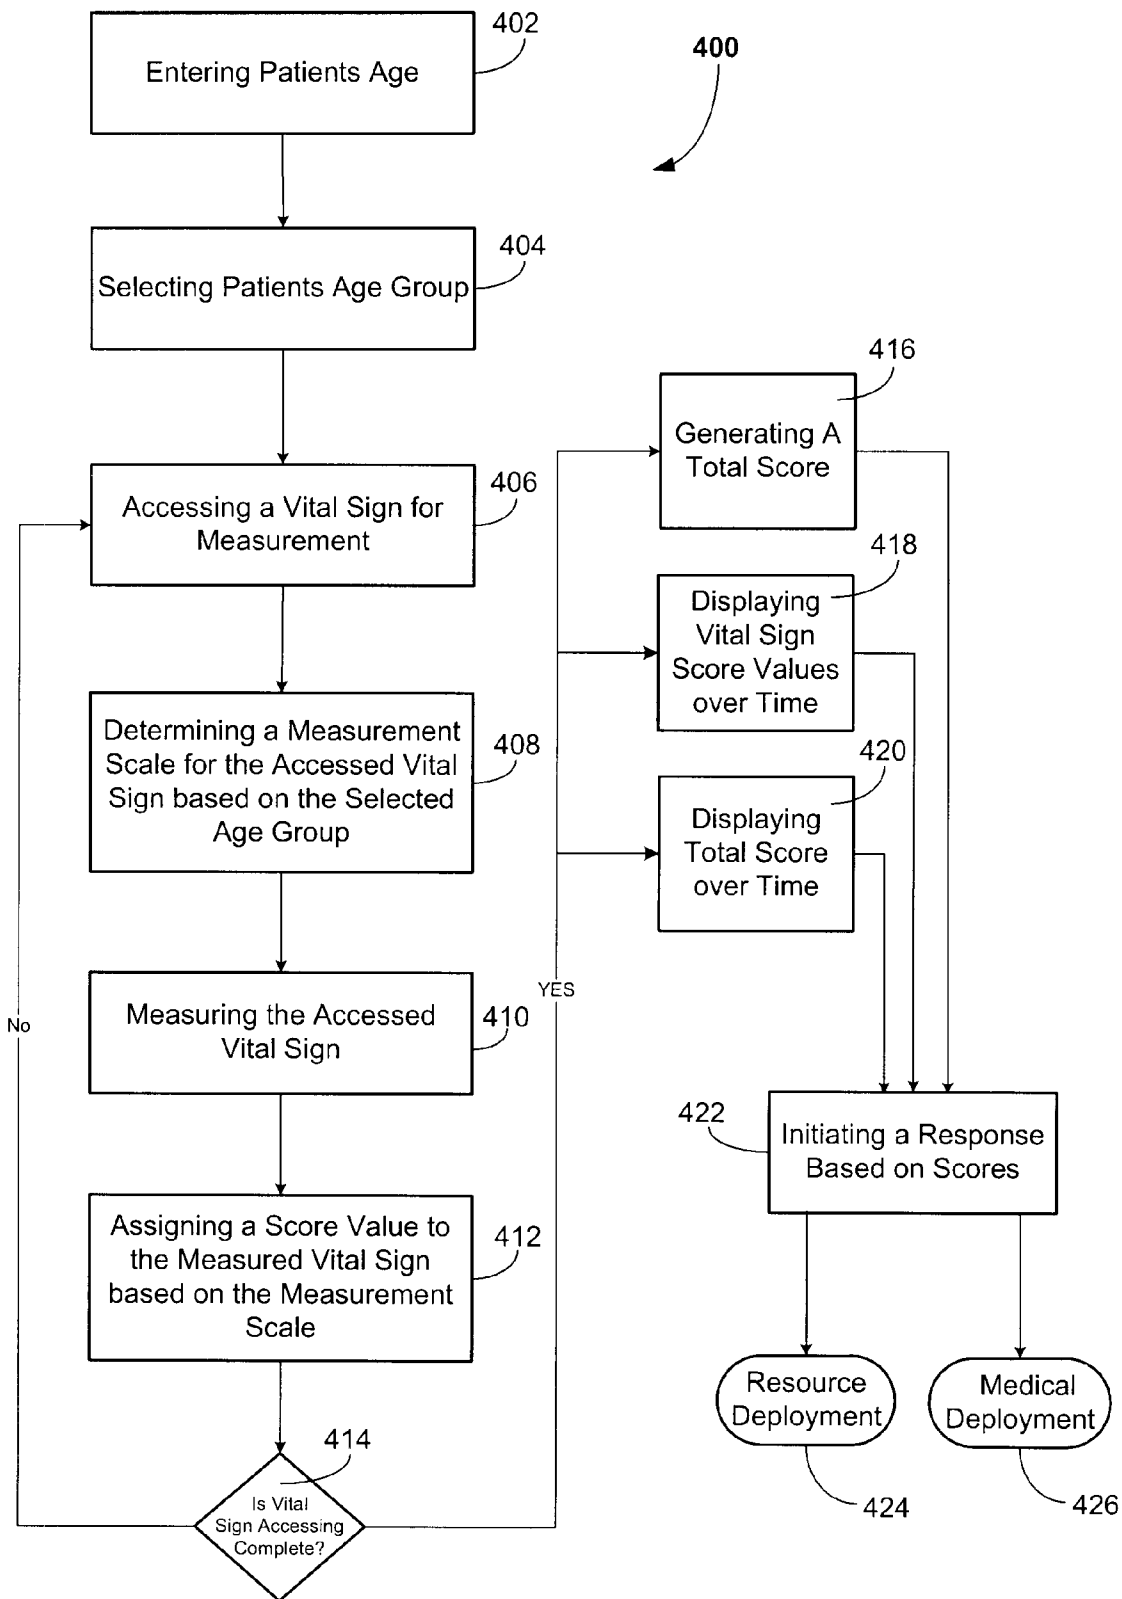 402
Entering Patients Age
400
404
Selecting Patients Age Group
416
Generating A
Total Score
406
Accessing a Vital Sign for
Measurement
418
Displaying
Vital Sign
Score Values
over Time
408
Determining a Measurement
Scale for the Accessed Vital
Sign based on the Selected
Age Group
420
Displaying
Total Score
over Time
YES
No
410
Measuring the Accessed
Vital Sign
422
Initiating a Response
Based on Scores
412
Assigning a Score Value to
the Measured Vital Sign
based on the Measurement
Scale
Resource
Deployment
Medical
Deployment
414
Is Vital
Sign Accessing
Complete?
424
426